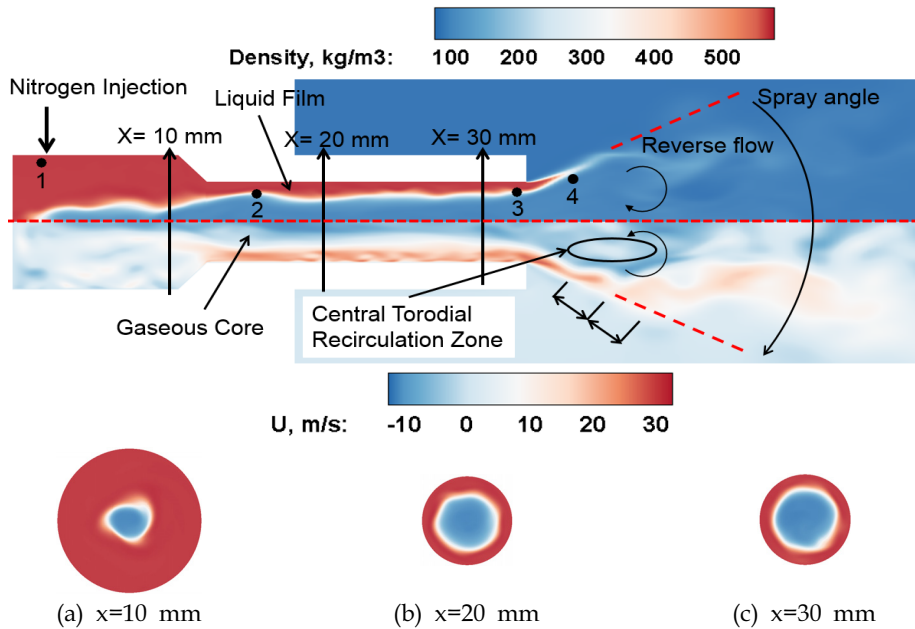 Density, kg/m3: 100 200 300 400 500
Nitrogen Injection
Liquid Film
Spray angle
X= 10 mm
X= 20 mm
X= 30 mm
Reverse flow
1
2
3
4
Gaseous Core
Central Torodial
Recirculation Zone
U, m/s: -10 0 10 20 30
(a) x=10 mm
(b) x=20 mm
(c) x=30 mm